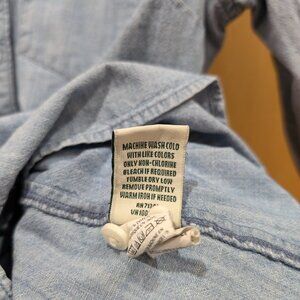 MACHINE WASH COLD
WITH LIKE COLORS
ONLY NON-CHLORINE
BLEACH IF REQUIRED
TUMBLE DRY LOW
REMOVE PROMPTLY
WARM IRON IF NEEDED